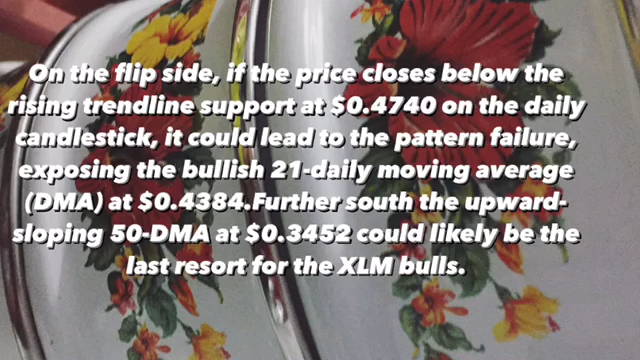 On the flip side, if the price closes below the
rising trendline support at $0.4740 on the daily
candlestick, it could lead to the pattern failure,
exposing the bullish 21-daily moving average
(DMA) at $0.4384.Further south the upward-
sloping 50-DMA at $0.3452 could likely be the
last resort for the XLM bulls.